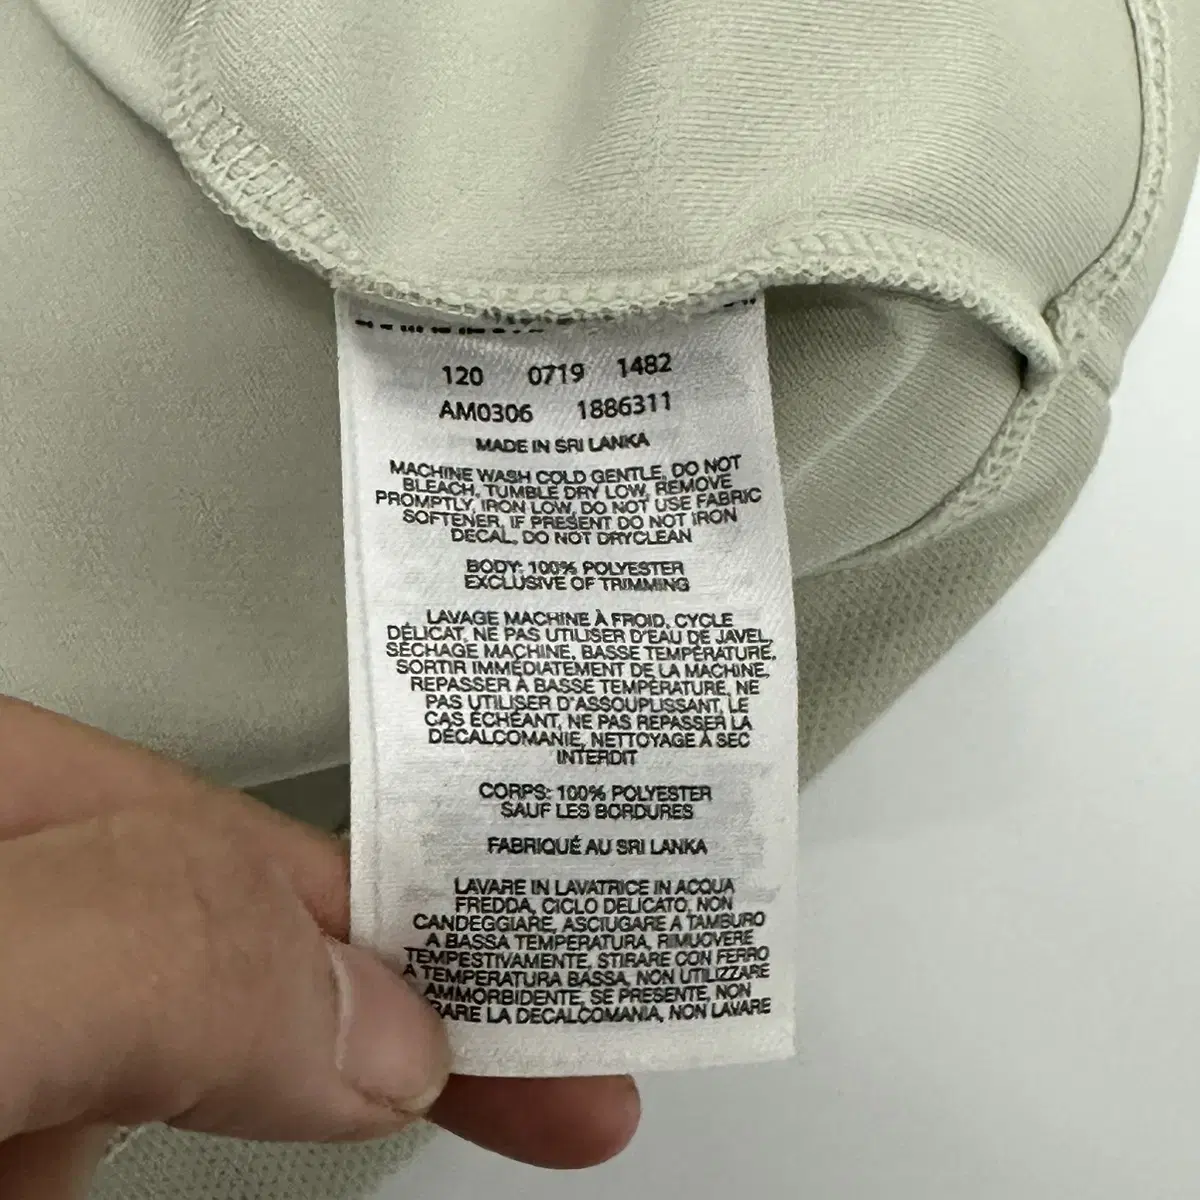 120 0719 1482
AM0306 1886311
MADE IN SRI LANKA
MACHINE WASH COLD GENTLE, DO NOT
BLEACH, TUMBLE DRY LOW, REMOVE
PROMPTLY, IRON LOW, DO NOT USE FABRIC
SOFTENER, IF PRESENT DO NOT IRON
DECAL, DO NOT DRYCLEAN
BODY: 100% POLYESTER
EXCLUSIVE OF TRIMMING
LAVAGE MACHINE À FROID, CYCLE
DÉLICAT, NE PAS UTILISER D'EAU DE JAVEL,
SÉCHAGE MACHINE, BASSE TEMPÉRATURE,
SORTIR IMMÉDIATEMENT DE LA MACHINE,
REPASSER À BASSE TEMPÉRATURE, NE
PAS UTILISER D'ASSOUPLISSANT, LE
CAS ÉCHÉANT, NE PAS REPASSER LA
DÉCALCOMANIE, NETTOYAGE À SEC
INTERDIT
CORPS: 100% POLYESTER
SAUF LES BORDURES
FABRIQUÉ AU SRI LANKA
LAVARE IN LAVATRICE IN ACQUA
FREDDA, CICLO DELICATO, NON
CANDEGGIARE, ASCIUGARE A TAMBURO
A BASSA TEMPERATURA, RIMUOVERE
TEMPESTIVAMENTE, STIRARE CON FERRO
A TEMPERATURA BASSA, NON UTILIZZARE
AMMORBIDENTE, SE PRESENTE, NON
RARE LA DECALCOMANIA, NON LAVARE